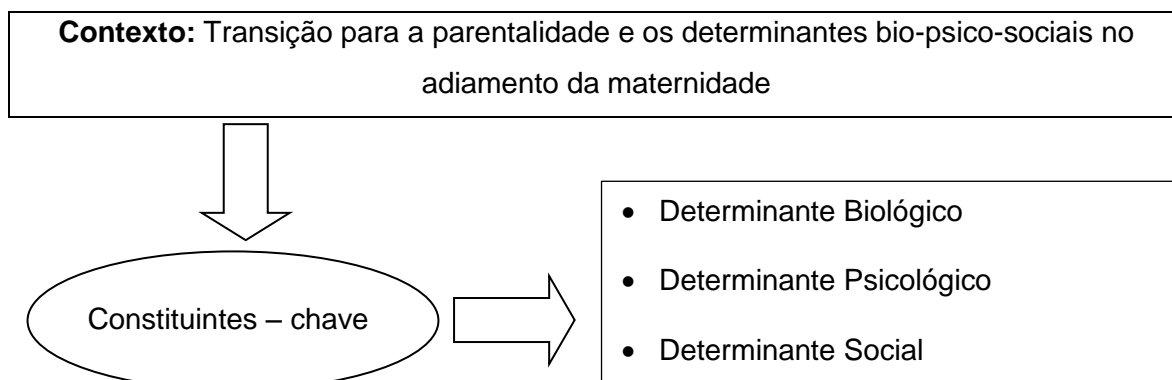 Contexto: Transição para a parentalidade e os determinantes bio-psico-sociais no
adiamento da maternidade
Constituintes – chave
• Determinante Biológico
• Determinante Psicológico
• Determinante Social